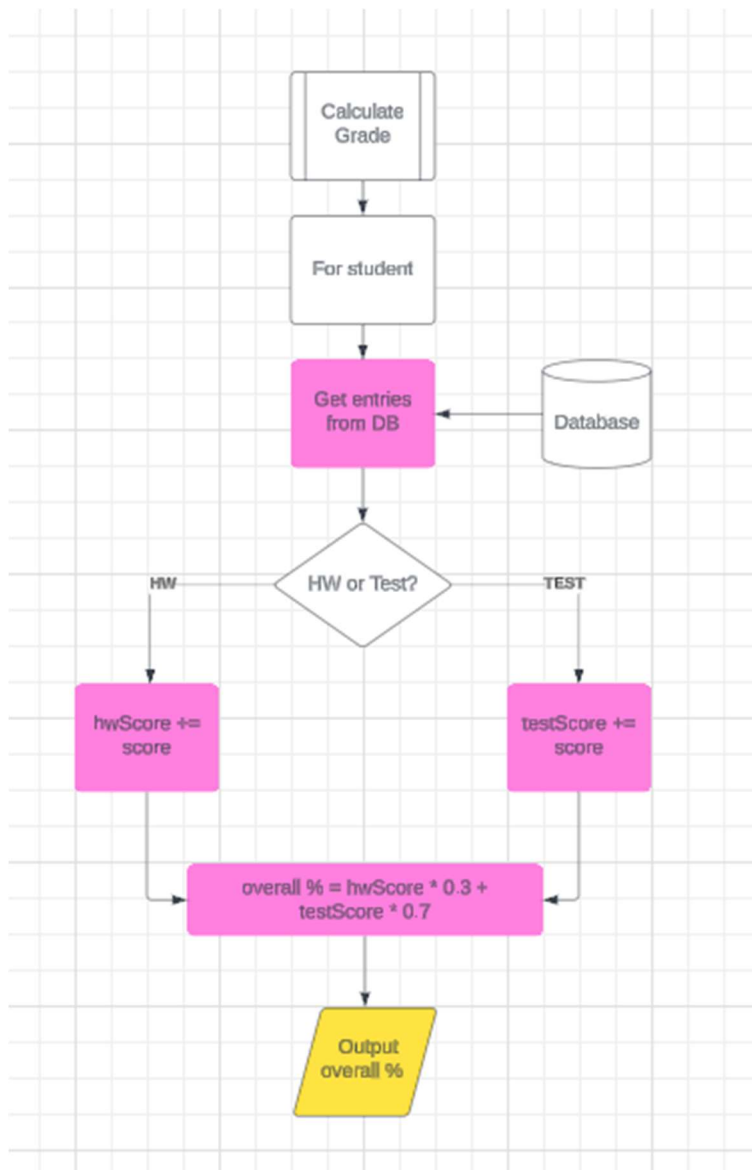 Calculate
Grade
For student
Get entries
from DB
Database
HW or Test?
HW
TEST
hwScore +=
score
testScore +=
score
overall % = hwScore * 0.3 +
testScore * 0.7
Output
overall %